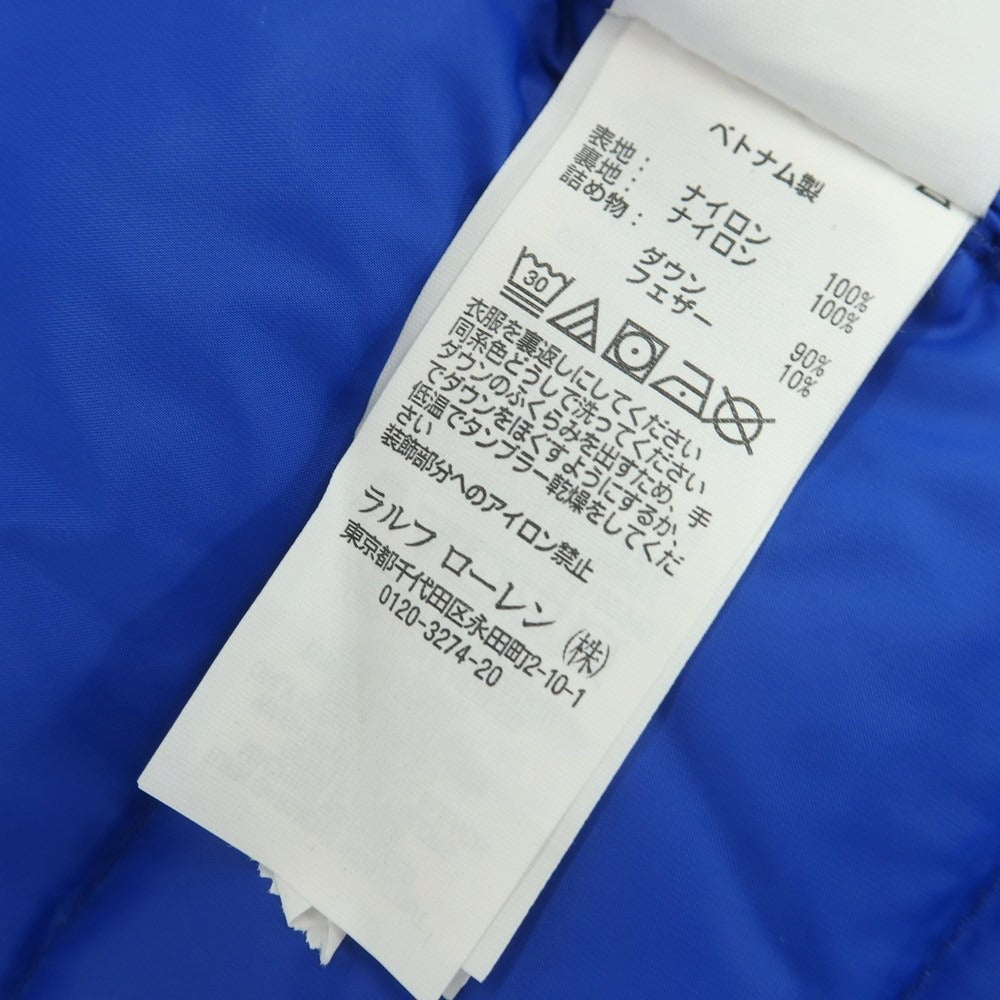 ベトナム製
表地： ナイロン 100%
裏地： ナイロン 100%
詰め物： ダウン 90%
フェザー 10%
30
衣服を裏返しにしてください
同系色どうしで洗ってください
ダウンのふくらみを出すため、手
でダウンをほぐすようにするか、
低温でタンブラー乾燥をしてくだ
さい
装飾部分へのアイロン禁止
ラルフ ローレン（株）
東京都千代田区永田町2-10-1
0120-3274-20